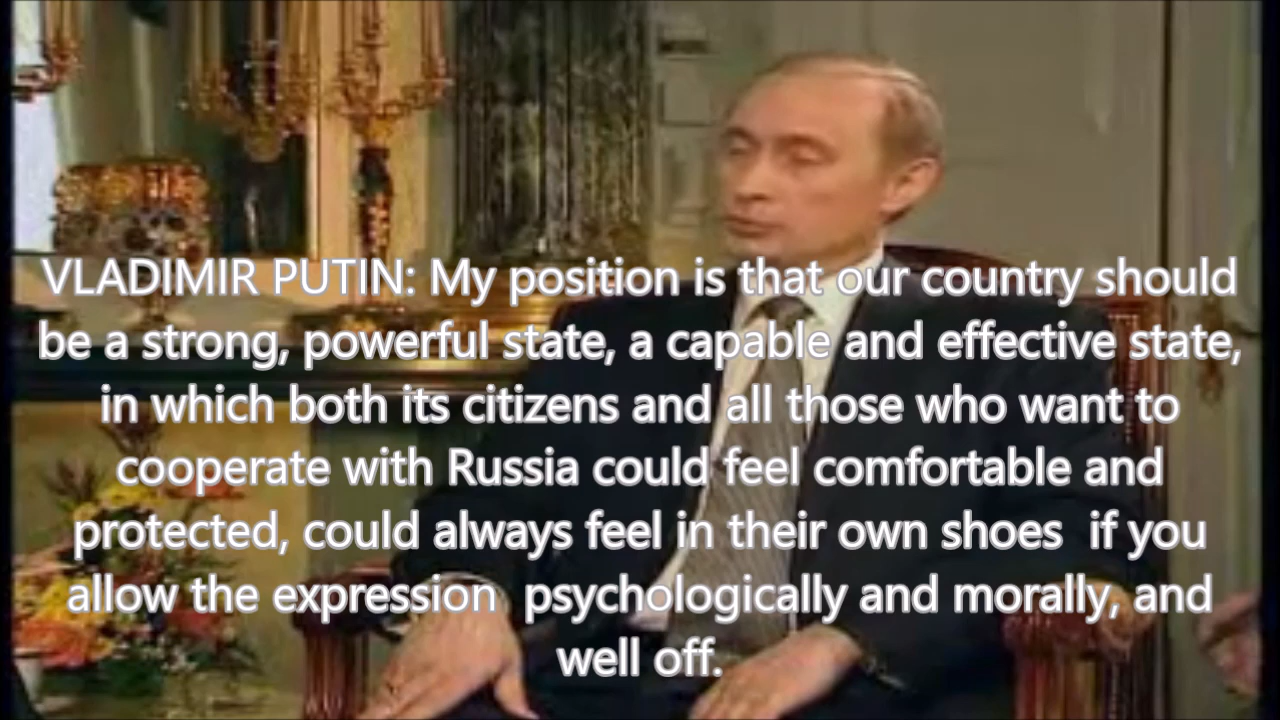 VLADIMIR PUTIN: My position is that our country should
be a strong, powerful state, a capable and effective state,
in which both its citizens and all those who want to
cooperate with Russia could feel comfortable and
protected, could always feel in their own shoes  if you
allow the expression  psychologically and morally, and
well off.